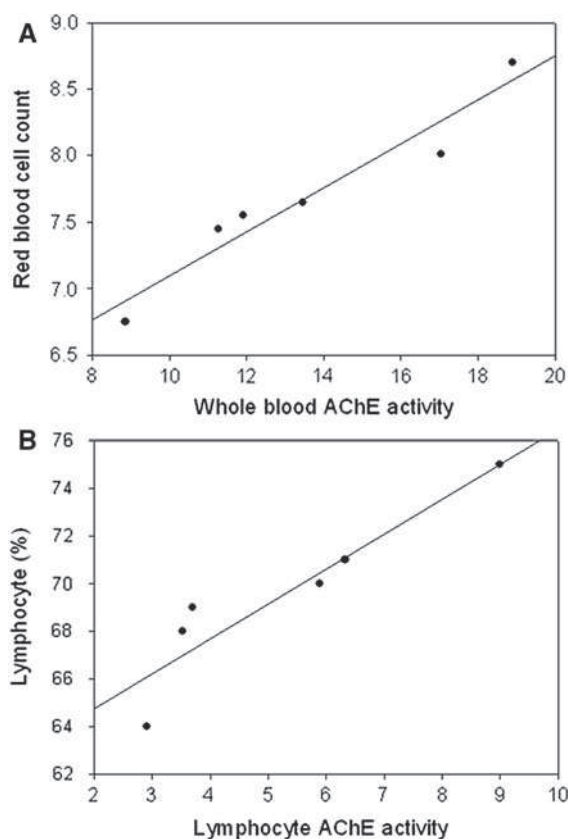 A
9.0
8.5
8.0
7.5
7.0
6.5
8 10 12 14 16 18 20
Red blood cell count
Whole blood AChE activity
B
76
74
72
70
68
66
64
62
2 3 4 5 6 7 8 9 10
Lymphocyte (%)
Lymphocyte AChE activity